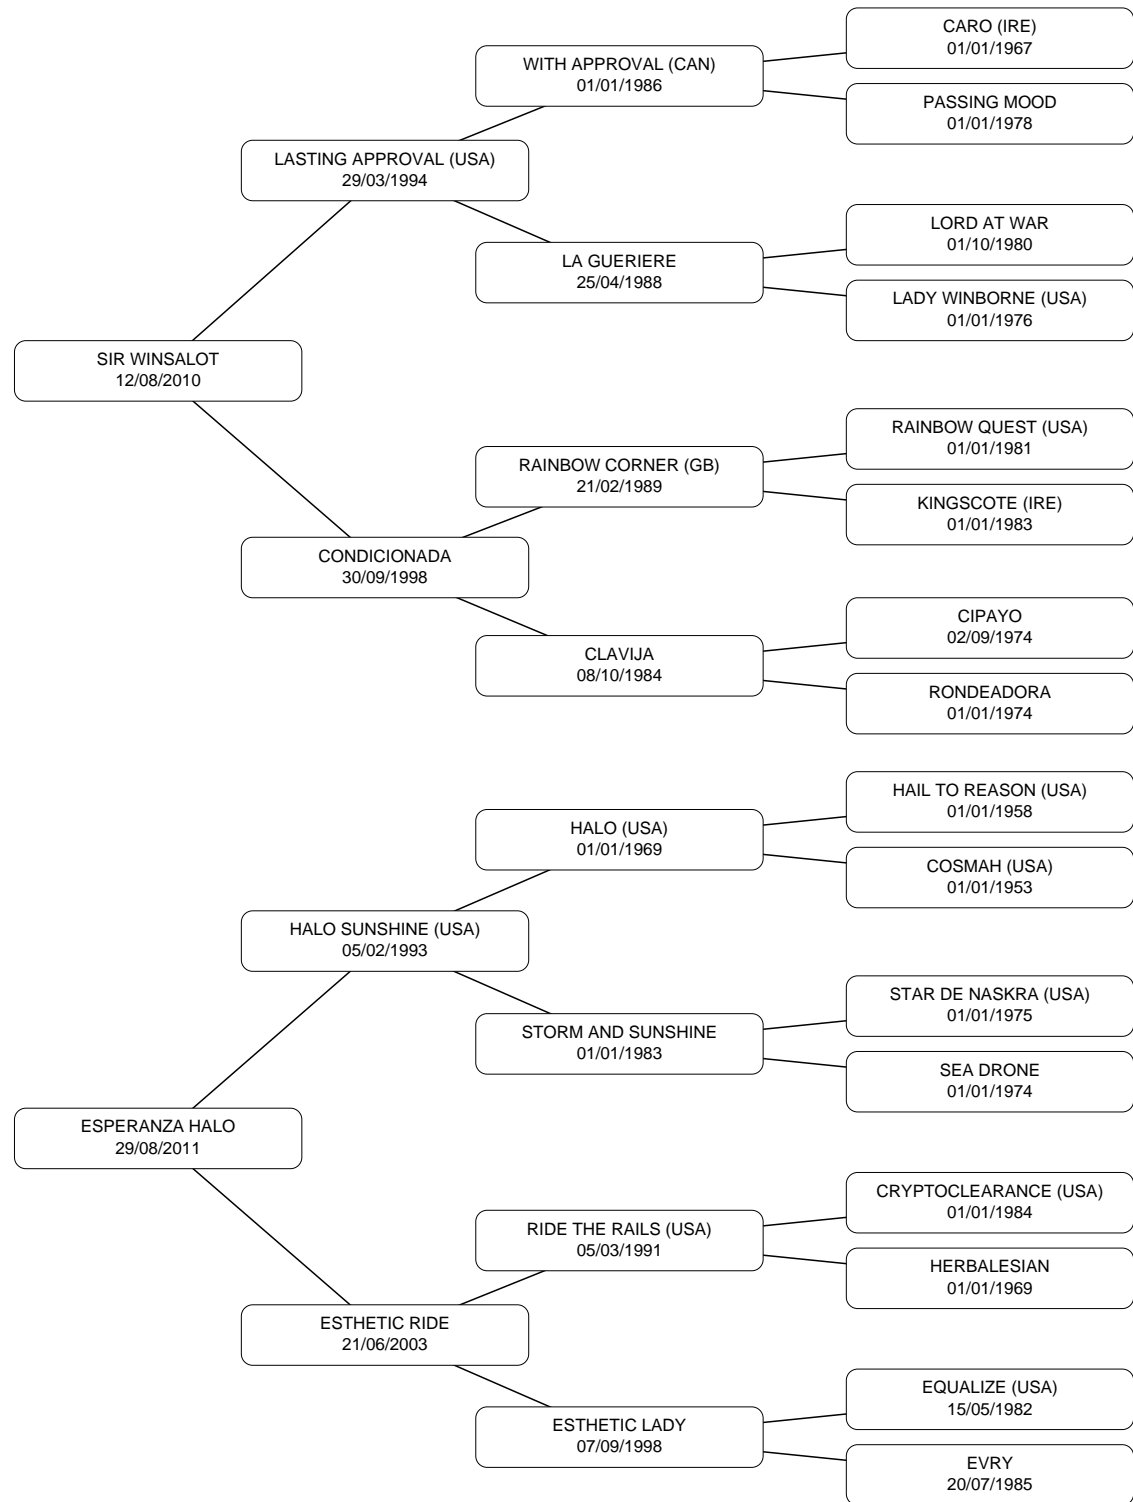 CARO (IRE)
01/01/1967
WITH APPROVAL (CAN)
01/01/1986
PASSING MOOD
01/01/1978
LASTING APPROVAL (USA)
29/03/1994
LORD AT WAR
01/10/1980
LA GUERIERE
25/04/1988
LADY WINBORNE (USA)
01/01/1976
SIR WINSALOT
12/08/2010
RAINBOW QUEST (USA)
01/01/1981
RAINBOW CORNER (GB)
21/02/1989
KINGSCOTE (IRE)
01/01/1983
CONDICIONADA
30/09/1998
CIPAYO
02/09/1974
CLAVIJA
08/10/1984
RONDEADORA
01/01/1974
HAIL TO REASON (USA)
01/01/1958
HALO (USA)
01/01/1969
COSMAH (USA)
01/01/1953
HALO SUNSHINE (USA)
05/02/1993
STAR DE NASKRA (USA)
01/01/1975
STORM AND SUNSHINE
01/01/1983
SEA DRONE
01/01/1974
ESPERANZA HALO
29/08/2011
CRYPTOCLEARANCE (USA)
01/01/1984
RIDE THE RAILS (USA)
05/03/1991
HERBALESIAN
01/01/1969
ESTHETIC RIDE
21/06/2003
EQUALIZE (USA)
15/05/1982
ESTHETIC LADY
07/09/1998
EVRY
20/07/1985